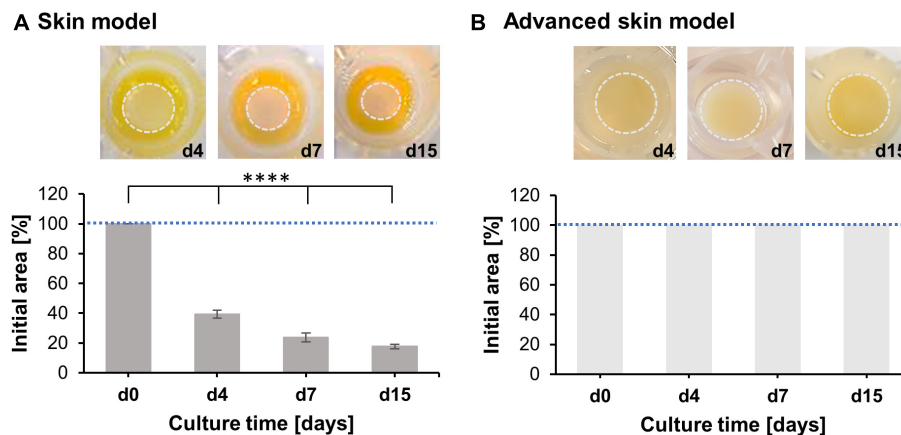 A Skin model
d4
d7
d15
****
Initial area [%]
120
100
80
60
40
20
0
d0
d4
d7
d15
Culture time [days]
B Advanced skin model
d4
d7
d15
Initial area [%]
120
100
80
60
40
20
0
d0
d4
d7
d15
Culture time [days]